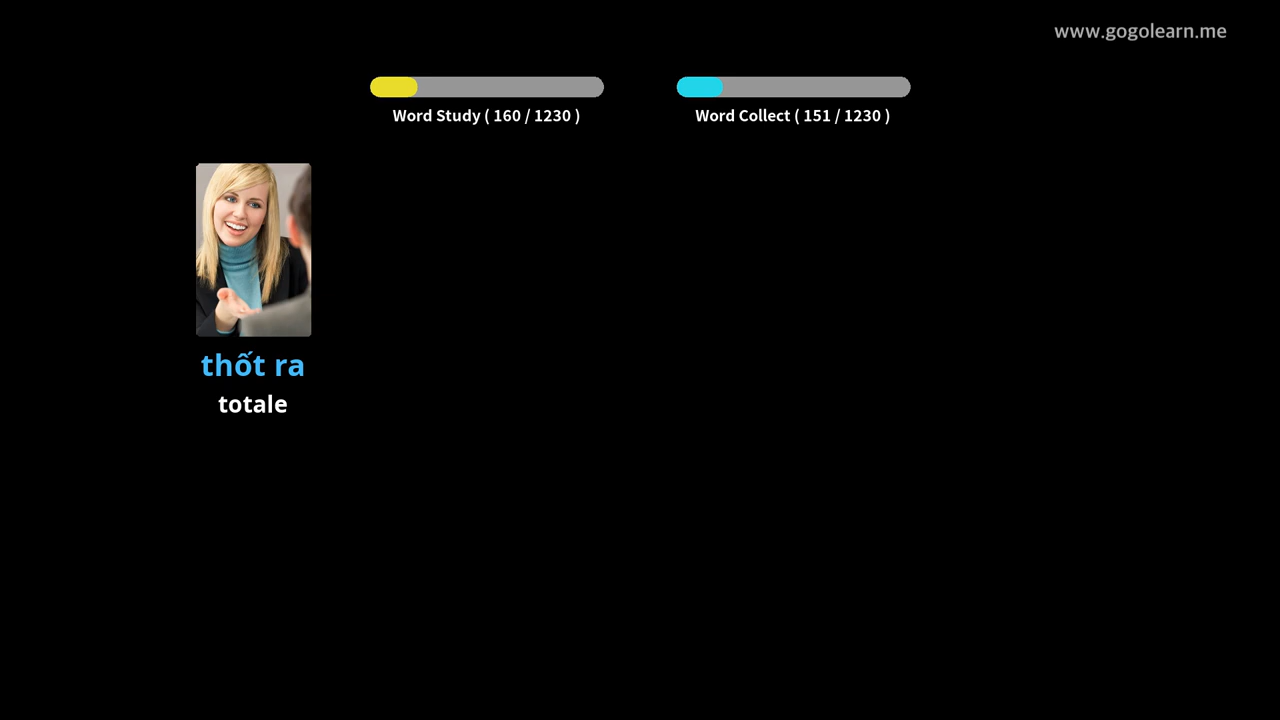 www.gogolearn.me
Word Study ( 160 / 1230 )
Word Collect ( 151 / 1230 )
thốt ra
totale